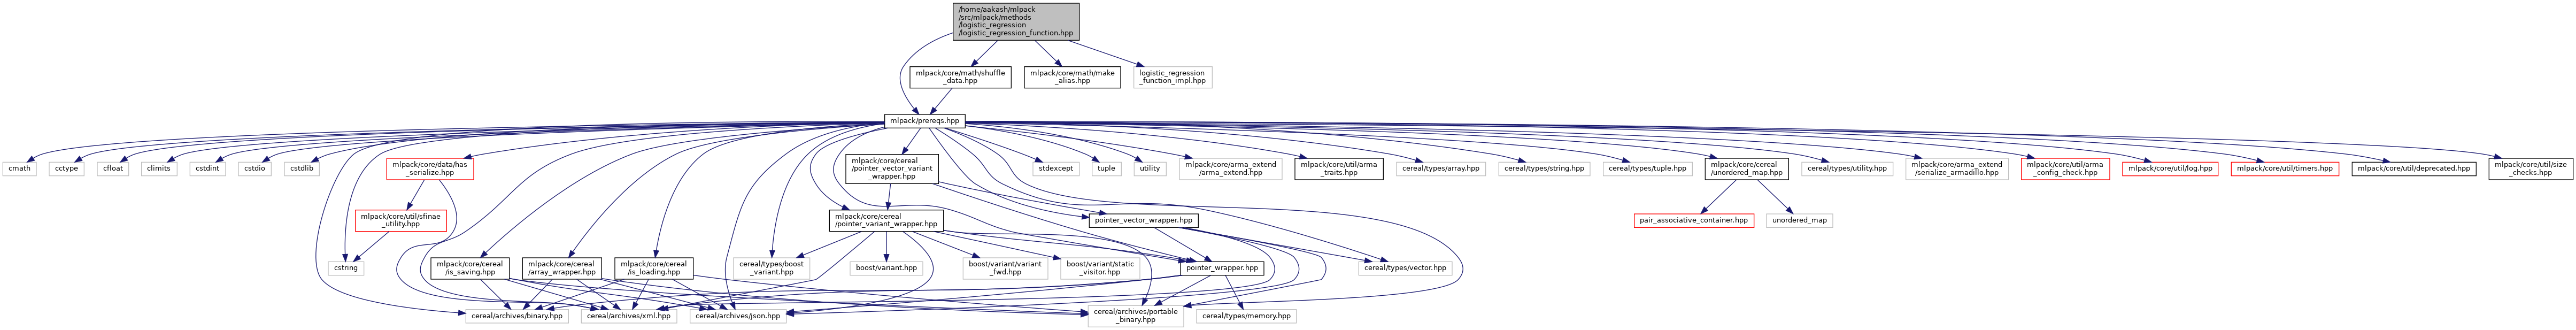 /home/aakash/mlpack
/src/mlpack/methods
/logistic_regression
/logistic_regression_function.hpp
mlpack/core/math/shuffle
_data.hpp
mlpack/core/math/make
_alias.hpp
logistic_regression
_function_impl.hpp
mlpack/prereqs.hpp
cmath
cctype
cfloat
climits
cstdint
cstdio
cstdlib
mlpack/core/data/has
_serialize.hpp
mlpack/core/cereal
/pointer_vector_variant
_wrapper.hpp
stdexcept
tuple
utility
mlpack/core/arma_extend
/arma_extend.hpp
mlpack/core/util/arma
_traits.hpp
cereal/types/array.hpp
cereal/types/string.hpp
cereal/types/tuple.hpp
mlpack/core/cereal
/unordered_map.hpp
cereal/types/utility.hpp
mlpack/core/arma_extend
/serialize_armadillo.hpp
mlpack/core/util/arma
_config_check.hpp
mlpack/core/util/log.hpp
mlpack/core/util/timers.hpp
mlpack/core/util/deprecated.hpp
mlpack/core/util/size
_checks.hpp
mlpack/core/util/sfinae
_utility.hpp
mlpack/core/cereal
/pointer_variant_wrapper.hpp
pointer_vector_wrapper.hpp
pair_associative_container.hpp
unordered_map
cstring
mlpack/core/cereal
/is_saving.hpp
mlpack/core/cereal
/array_wrapper.hpp
mlpack/core/cereal
/is_loading.hpp
cereal/types/boost
_variant.hpp
boost/variant.hpp
boost/variant/variant
_fwd.hpp
boost/variant/static
_visitor.hpp
pointer_wrapper.hpp
cereal/types/vector.hpp
cereal/archives/binary.hpp
cereal/archives/xml.hpp
cereal/archives/json.hpp
cereal/archives/portable
_binary.hpp
cereal/types/memory.hpp